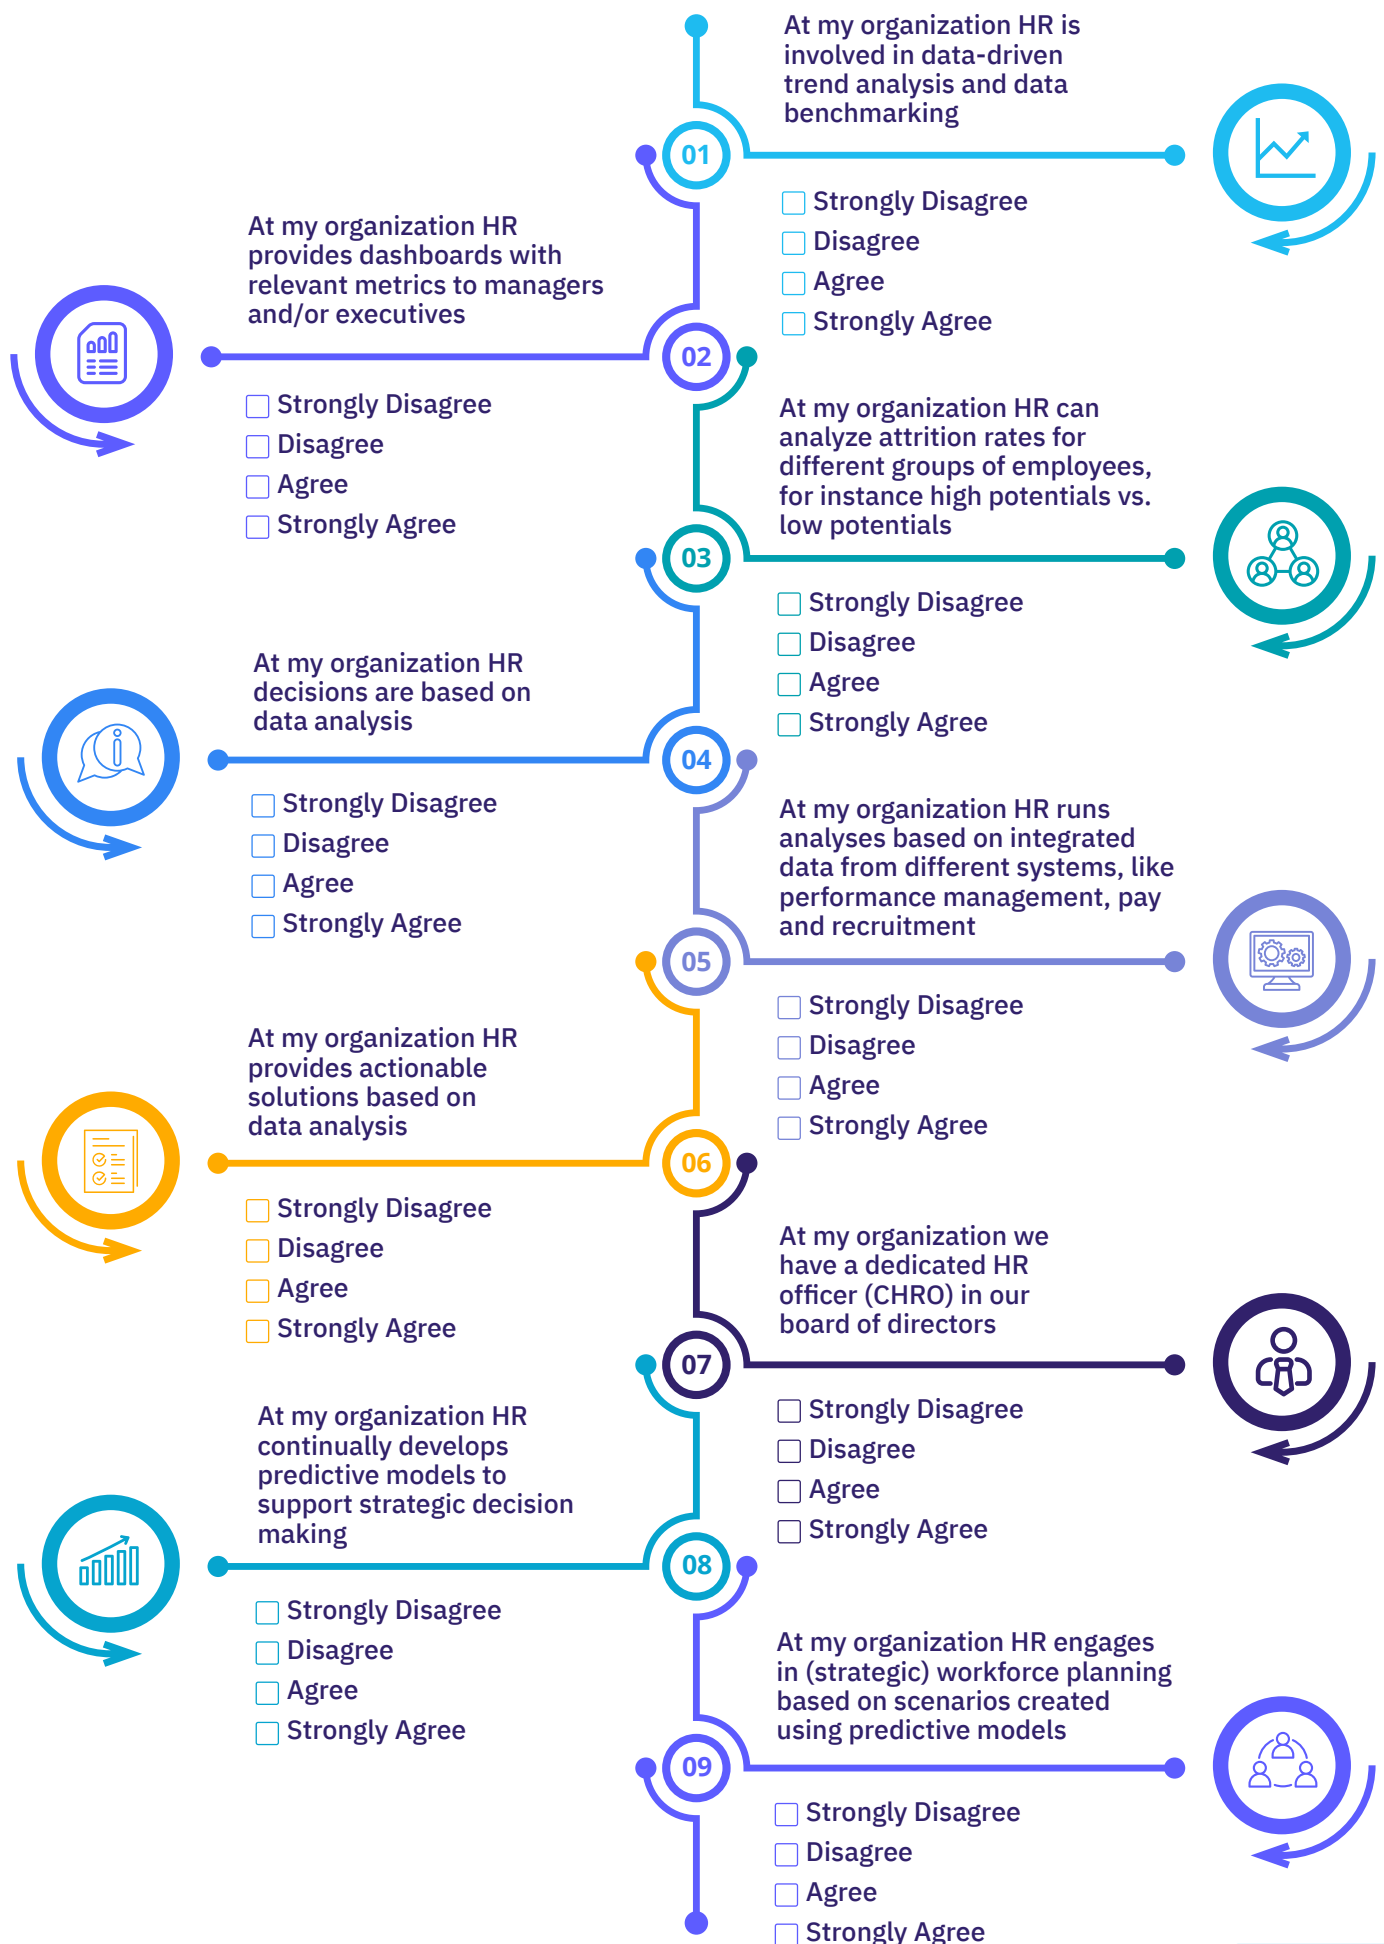 At my organization HR is
involved in data-driven
trend analysis and data
benchmarking
01
Strongly Disagree
Disagree
Agree
Strongly Agree
At my organization HR
provides dashboards with
relevant metrics to managers
and/or executives
02
Strongly Disagree
Disagree
Agree
Strongly Agree
At my organization HR can
analyze attrition rates for
different groups of employees,
for instance high potentials vs.
low potentials
03
Strongly Disagree
Disagree
Agree
Strongly Agree
At my organization HR
decisions are based on
data analysis
04
Strongly Disagree
Disagree
Agree
Strongly Agree
At my organization HR runs
analyses based on integrated
data from different systems, like
performance management, pay
and recruitment
05
Strongly Disagree
Disagree
Agree
Strongly Agree
At my organization HR
provides actionable
solutions based on
data analysis
06
Strongly Disagree
Disagree
Agree
Strongly Agree
At my organization we
have a dedicated HR
officer (CHRO) in our
board of directors
07
Strongly Disagree
Disagree
Agree
Strongly Agree
At my organization HR
continually develops
predictive models to
support strategic decision
making
08
Strongly Disagree
Disagree
Agree
Strongly Agree
At my organization HR engages
in (strategic) workforce planning
based on scenarios created
using predictive models
09
Strongly Disagree
Disagree
Agree
Strongly Agree